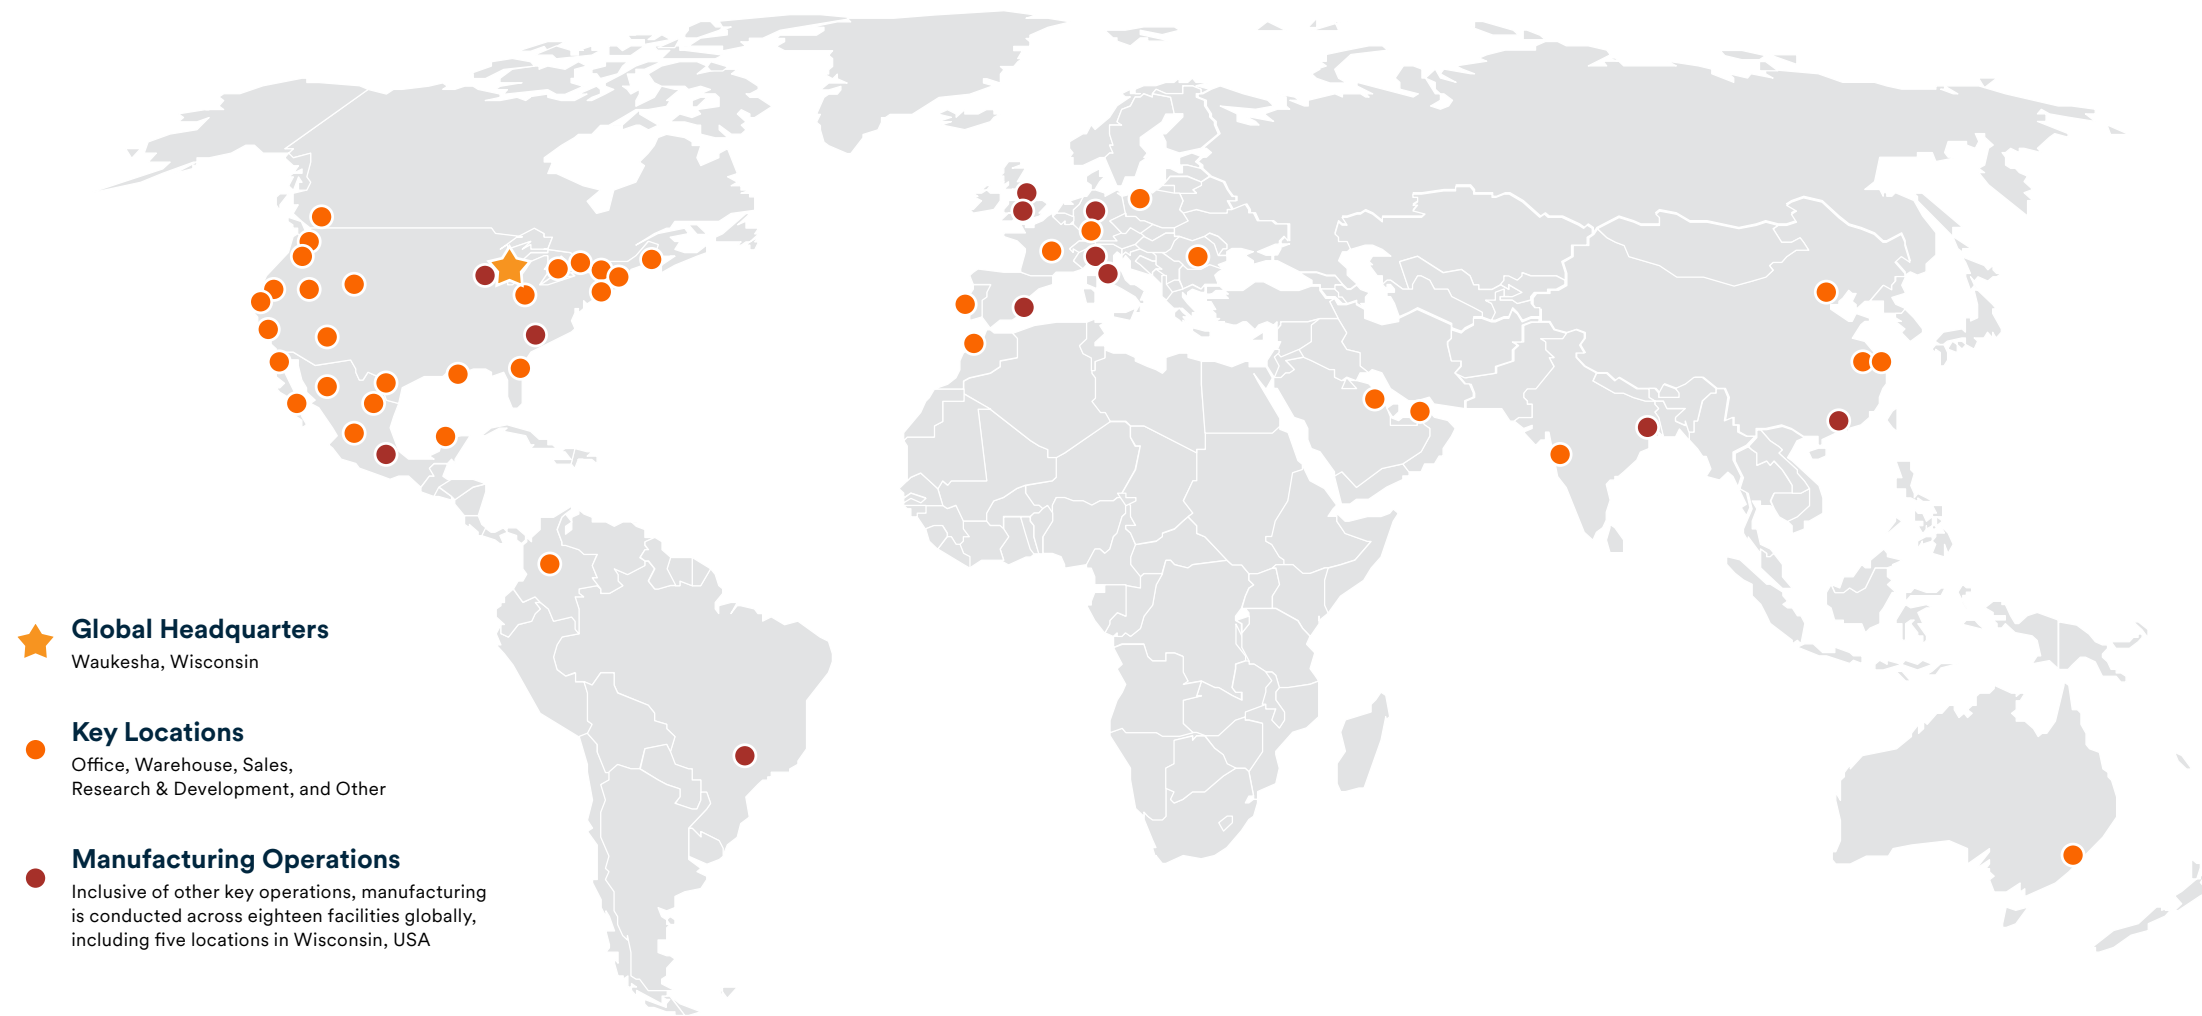 Global Headquarters
Waukesha, Wisconsin
Key Locations
Office, Warehouse, Sales,
Research & Development, and Other
Manufacturing Operations
Inclusive of other key operations, manufacturing
is conducted across eighteen facilities globally,
including five locations in Wisconsin, USA